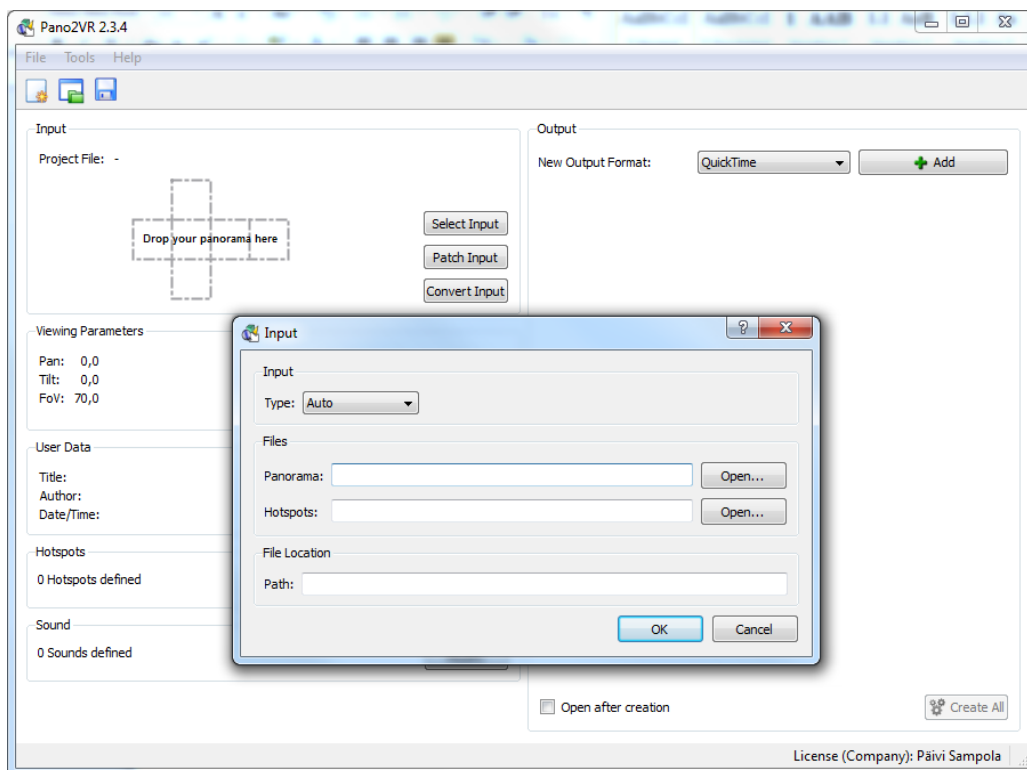 Pano2VR 2.3.4
File Tools Help
Input
Project File: -
Drop your panorama here
Select Input
Patch Input
Convert Input
Viewing Parameters
Pan: 0,0
Tilt: 0,0
FoV: 70,0
User Data
Title:
Author:
Date/Time:
Hotspots
0 Hotspots defined
Sound
0 Sounds defined
Output
New Output Format: QuickTime Add
Open after creation
Create All
License (Company): Päivi Sampola
Input
Input
Type: Auto
Files
Panorama: Open...
Hotspots: Open...
File Location
Path:
OK Cancel